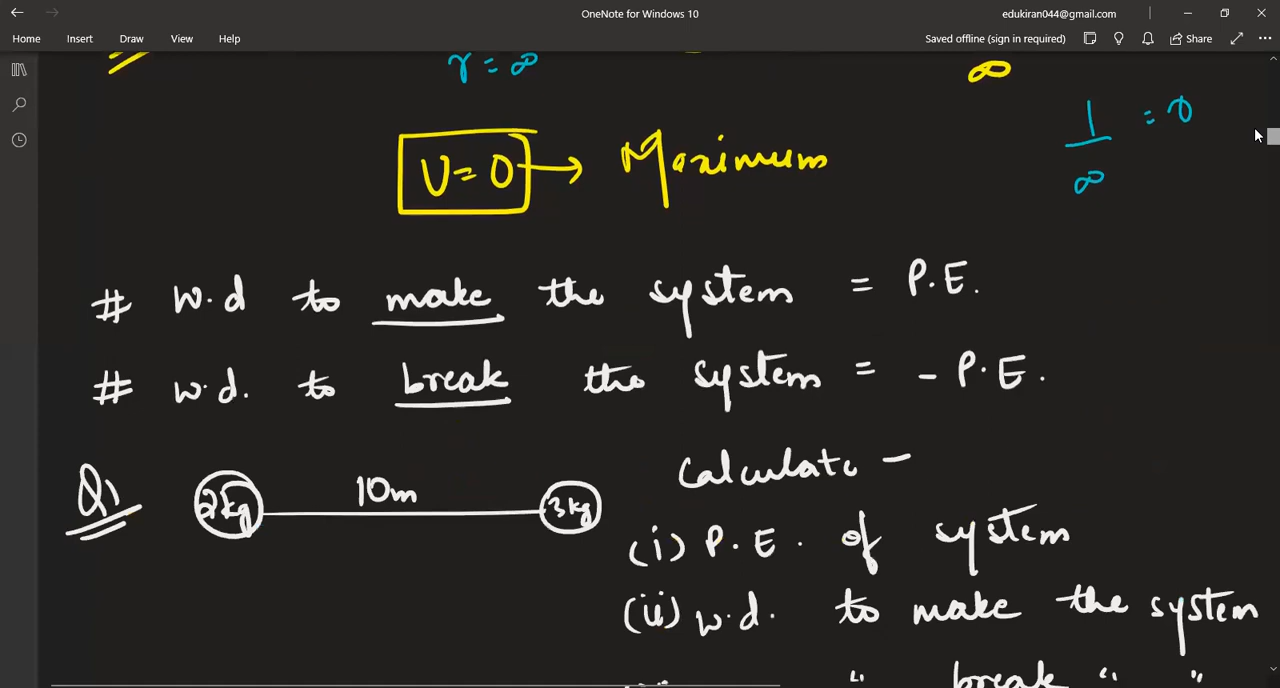 OneNote for Windows 10
edukiran044@gmail.com
Home Insert Draw View Help
Saved offline (sign in required)
Share
r = ∞
∞
1/∞ = 0
U = 0 → Maximum
# w.d to make the system = P.E.
# w.d. to break the system = - P.E.
Q1 2kg 10m 3kg
Calculate -
(i) P.E. of system
(ii) w.d. to make the system
" break " "